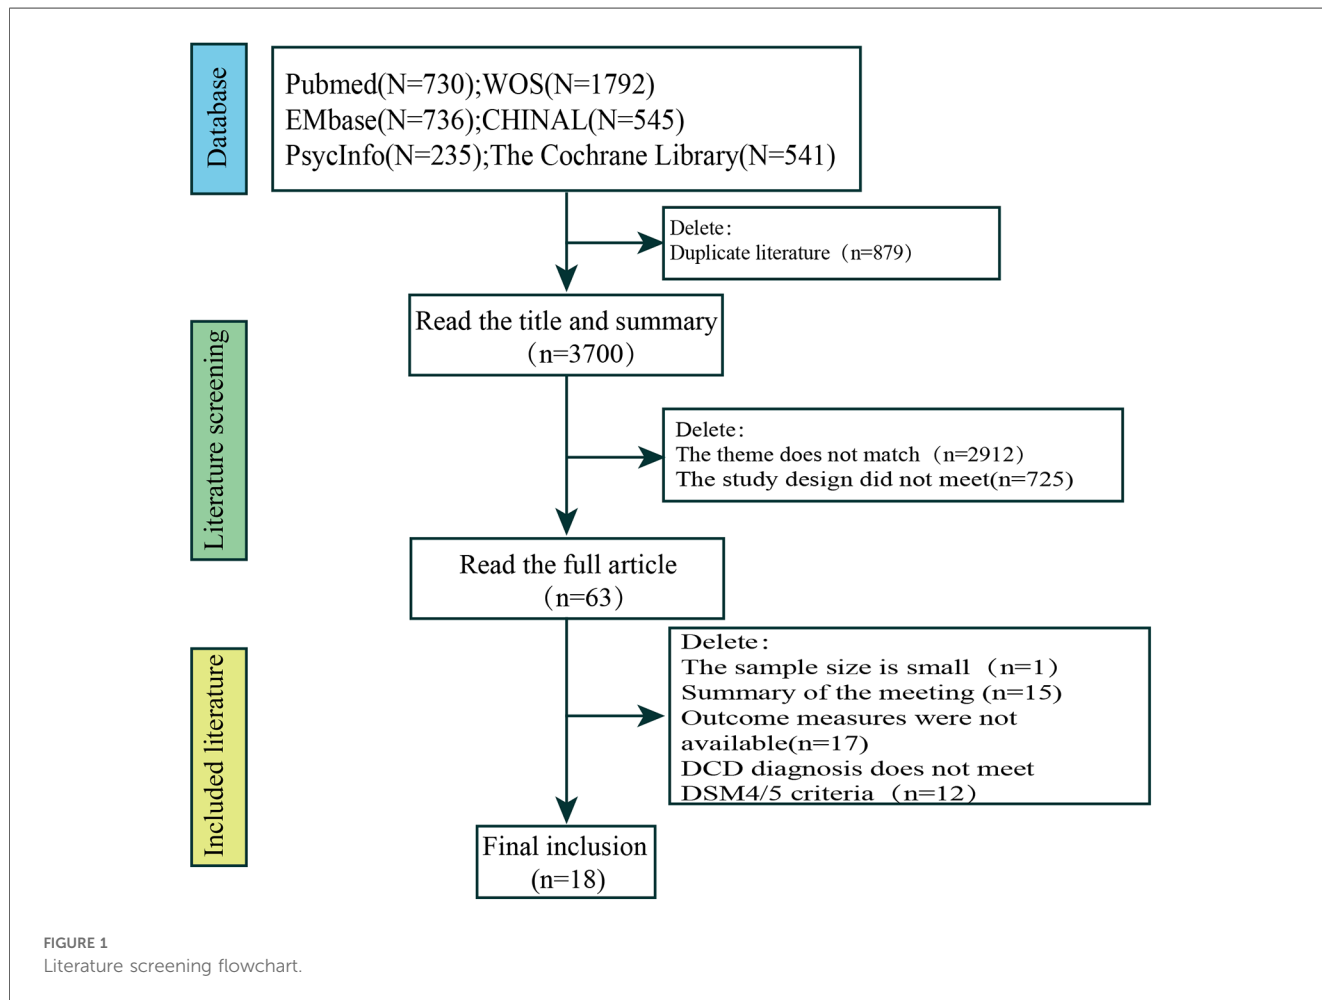 Database
Pubmed(N=730);WOS(N=1792)
EMbase(N=736);CHINAL(N=545)
PsycInfo(N=235);The Cochrane Library(N=541)
Delete:
Duplicate literature（n=879）
Literature screening
Read the title and summary
（n=3700）
Delete:
The theme does not match（n=2912）
The study design did not meet(n=725)
Read the full article
（n=63）
Included literature
Delete:
The sample size is small（n=1）
Summary of the meeting (n=15)
Outcome measures were not
available(n=17)
DCD diagnosis does not meet
DSM4/5 criteria（n=12）
Final inclusion
(n=18)
FIGURE 1
Literature screening flowchart.